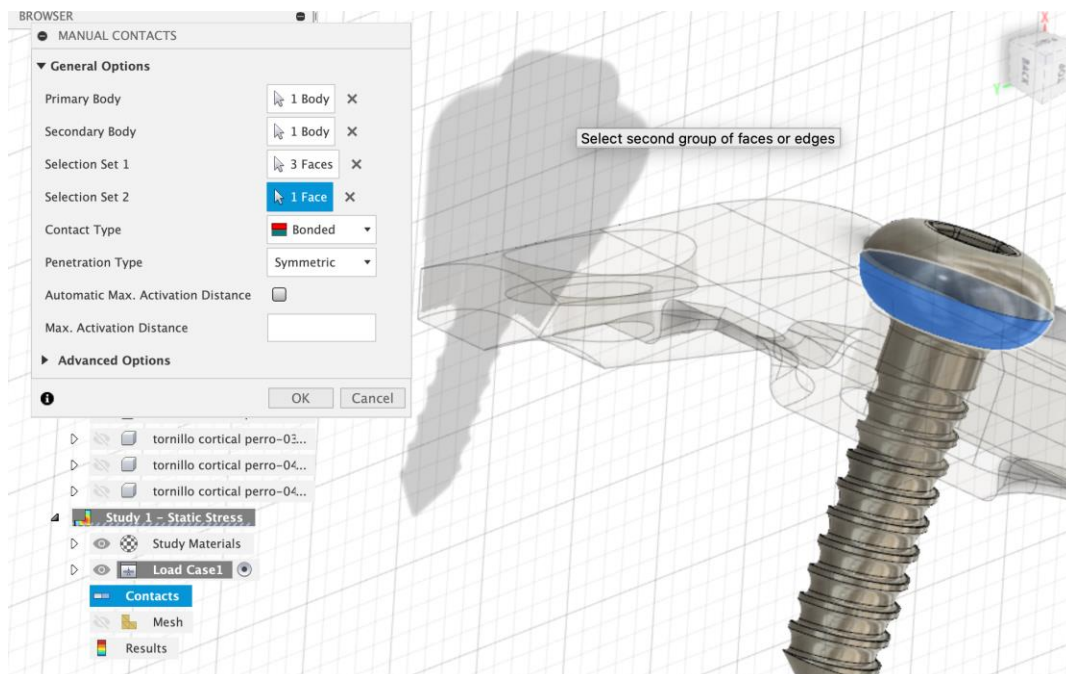 BROWSER
MANUAL CONTACTS
General Options
Primary Body 1 Body
Secondary Body 1 Body
Selection Set 1 3 Faces
Selection Set 2 1 Face
Contact Type Bonded
Penetration Type Symmetric
Automatic Max. Activation Distance
Max. Activation Distance
Advanced Options
OK Cancel
Select second group of faces or edges
X
BACK
Y
tornillo cortical perro-03...
tornillo cortical perro-04...
tornillo cortical perro-04...
Study 1 - Static Stress
Study Materials
Load Case1
Contacts
Mesh
Results